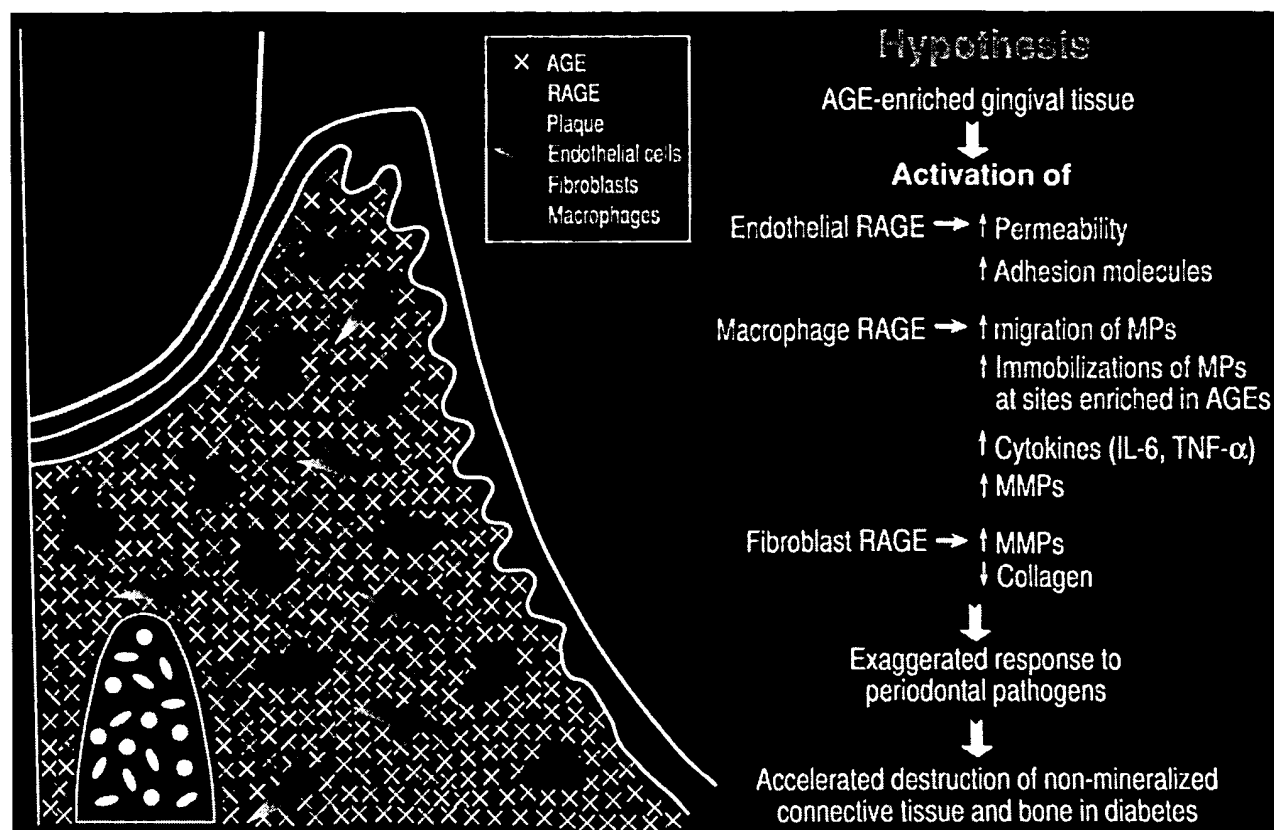 × AGE
RAGE
Plaque
Endothelial cells
Fibroblasts
Macrophages
Hypothesis
AGE-enriched gingival tissue
Activation of
Endothelial RAGE → ↑ Permeability
↑ Adhesion molecules
Macrophage RAGE → ↑ migration of MPs
↑ Immobilizations of MPs
at sites enriched in AGEs
↑ Cytokines (IL-6, TNF-α)
↑ MMPs
Fibroblast RAGE → ↑ MMPs
↓ Collagen
Exaggerated response to
periodontal pathogens
Accelerated destruction of non-mineralized
connective tissue and bone in diabetes